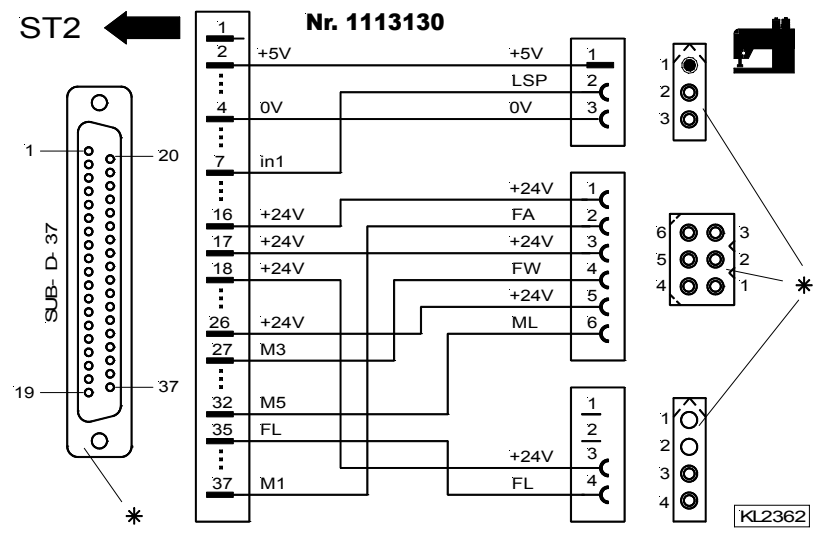 ST2
Nr. 1113130
1
2 +5V +5V 1
LSP 2
4 0V 0V 3
7 in1
16 +24V +24V 1
FA 2
17 +24V +24V 3
18 +24V FW 4
+24V 5
26 +24V ML 6
27 M3
32 M5 1
35 FL 2
+24V 3
37 M1 FL 4
1 20
SUB-D-37
19 37
*
1
2
3
6 3
5 2
4 1
*
1
2
3
4
KL2362